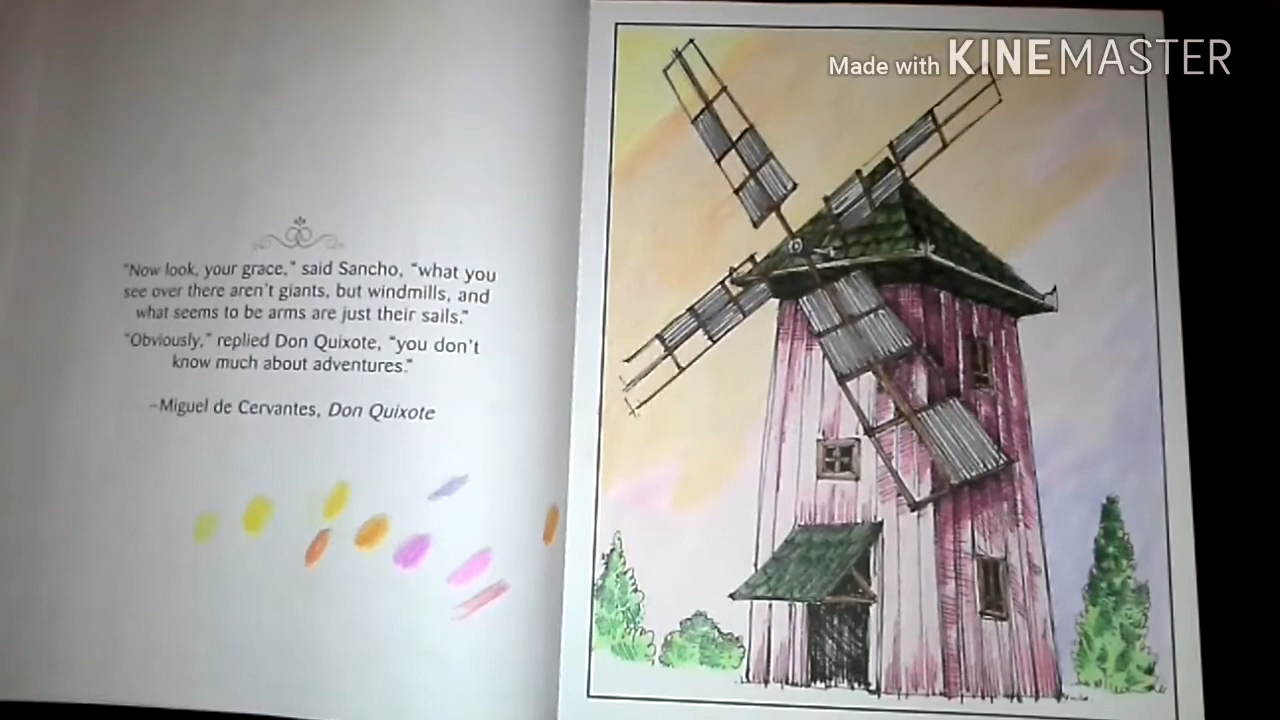 Made with KINEMASTER
"Now look, your grace," said Sancho, "what you
see over there aren't giants, but windmills, and
what seems to be arms are just their sails."
"Obviously," replied Don Quixote, "you don't
know much about adventures."
–Miguel de Cervantes, Don Quixote